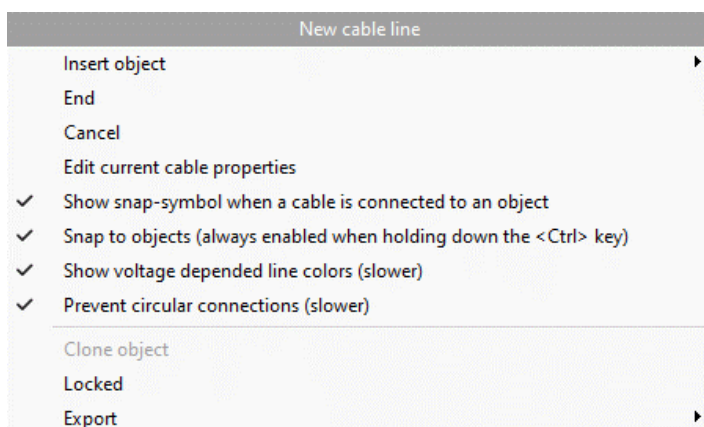 New cable line
Insert object
End
Cancel
Edit current cable properties
Show snap-symbol when a cable is connected to an object
Snap to objects (always enabled when holding down the <Ctrl> key)
Show voltage depended line colors (slower)
Prevent circular connections (slower)
Clone object
Locked
Export